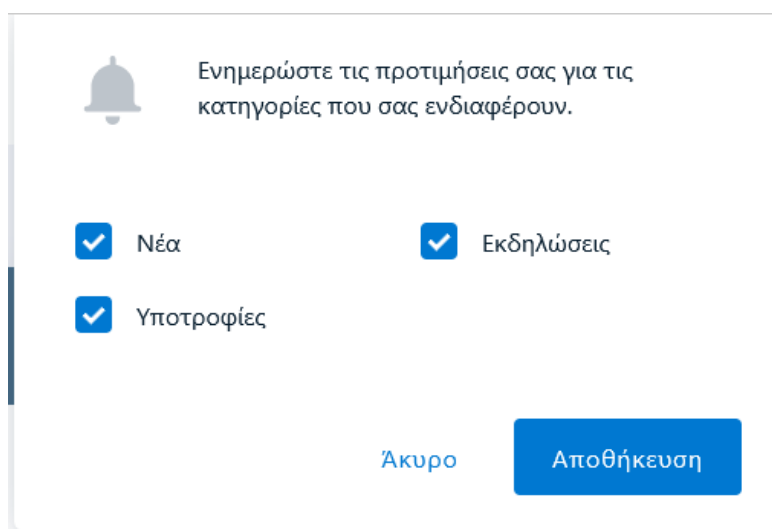 Ενημερώστε τις προτιμήσεις σας για τις
κατηγορίες που σας ενδιαφέρουν.
Νέα
Εκδηλώσεις
Υποτροφίες
Άκυρο
Αποθήκευση